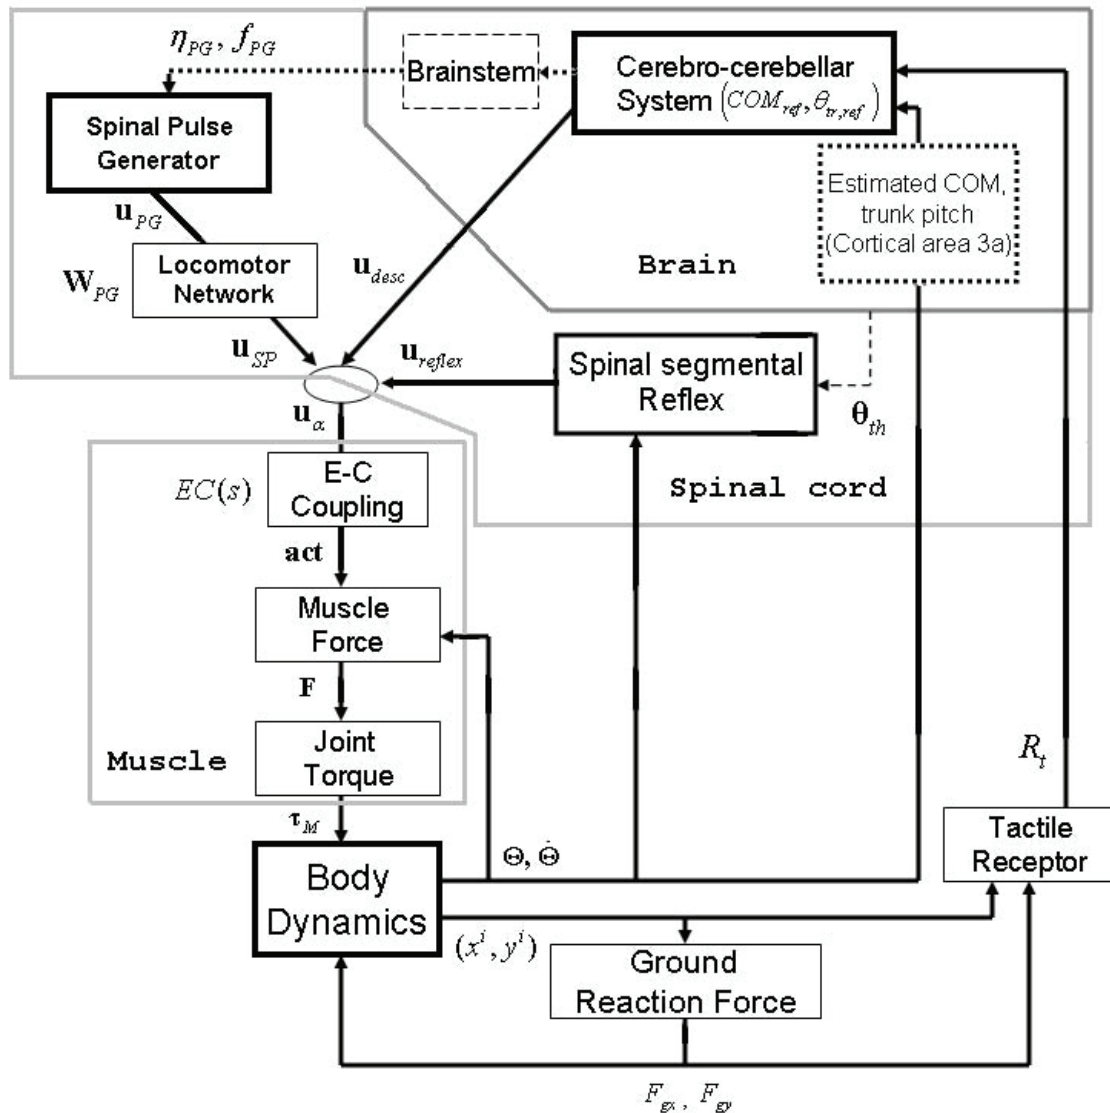 η_PG, f_PG
Brainstem
Cerebro-cerebellar
System (COM_ref, θ_tr,ref)
Spinal Pulse
Generator
Estimated COM,
trunk pitch
(Cortical area 3a)
u_PG
W_PG
Locomotor
Network
u_desc
Brain
u_SP
u_reflex
Spinal segmental
Reflex
θ_th
u_α
EC(s)
E-C
Coupling
Spinal cord
act
Muscle
Force
F
Muscle
Joint
Torque
R_t
τ_M
Tactile
Receptor
Θ, Θ̇
Body
Dynamics
(x^i, y^i)
Ground
Reaction Force
F_gx, F_gy